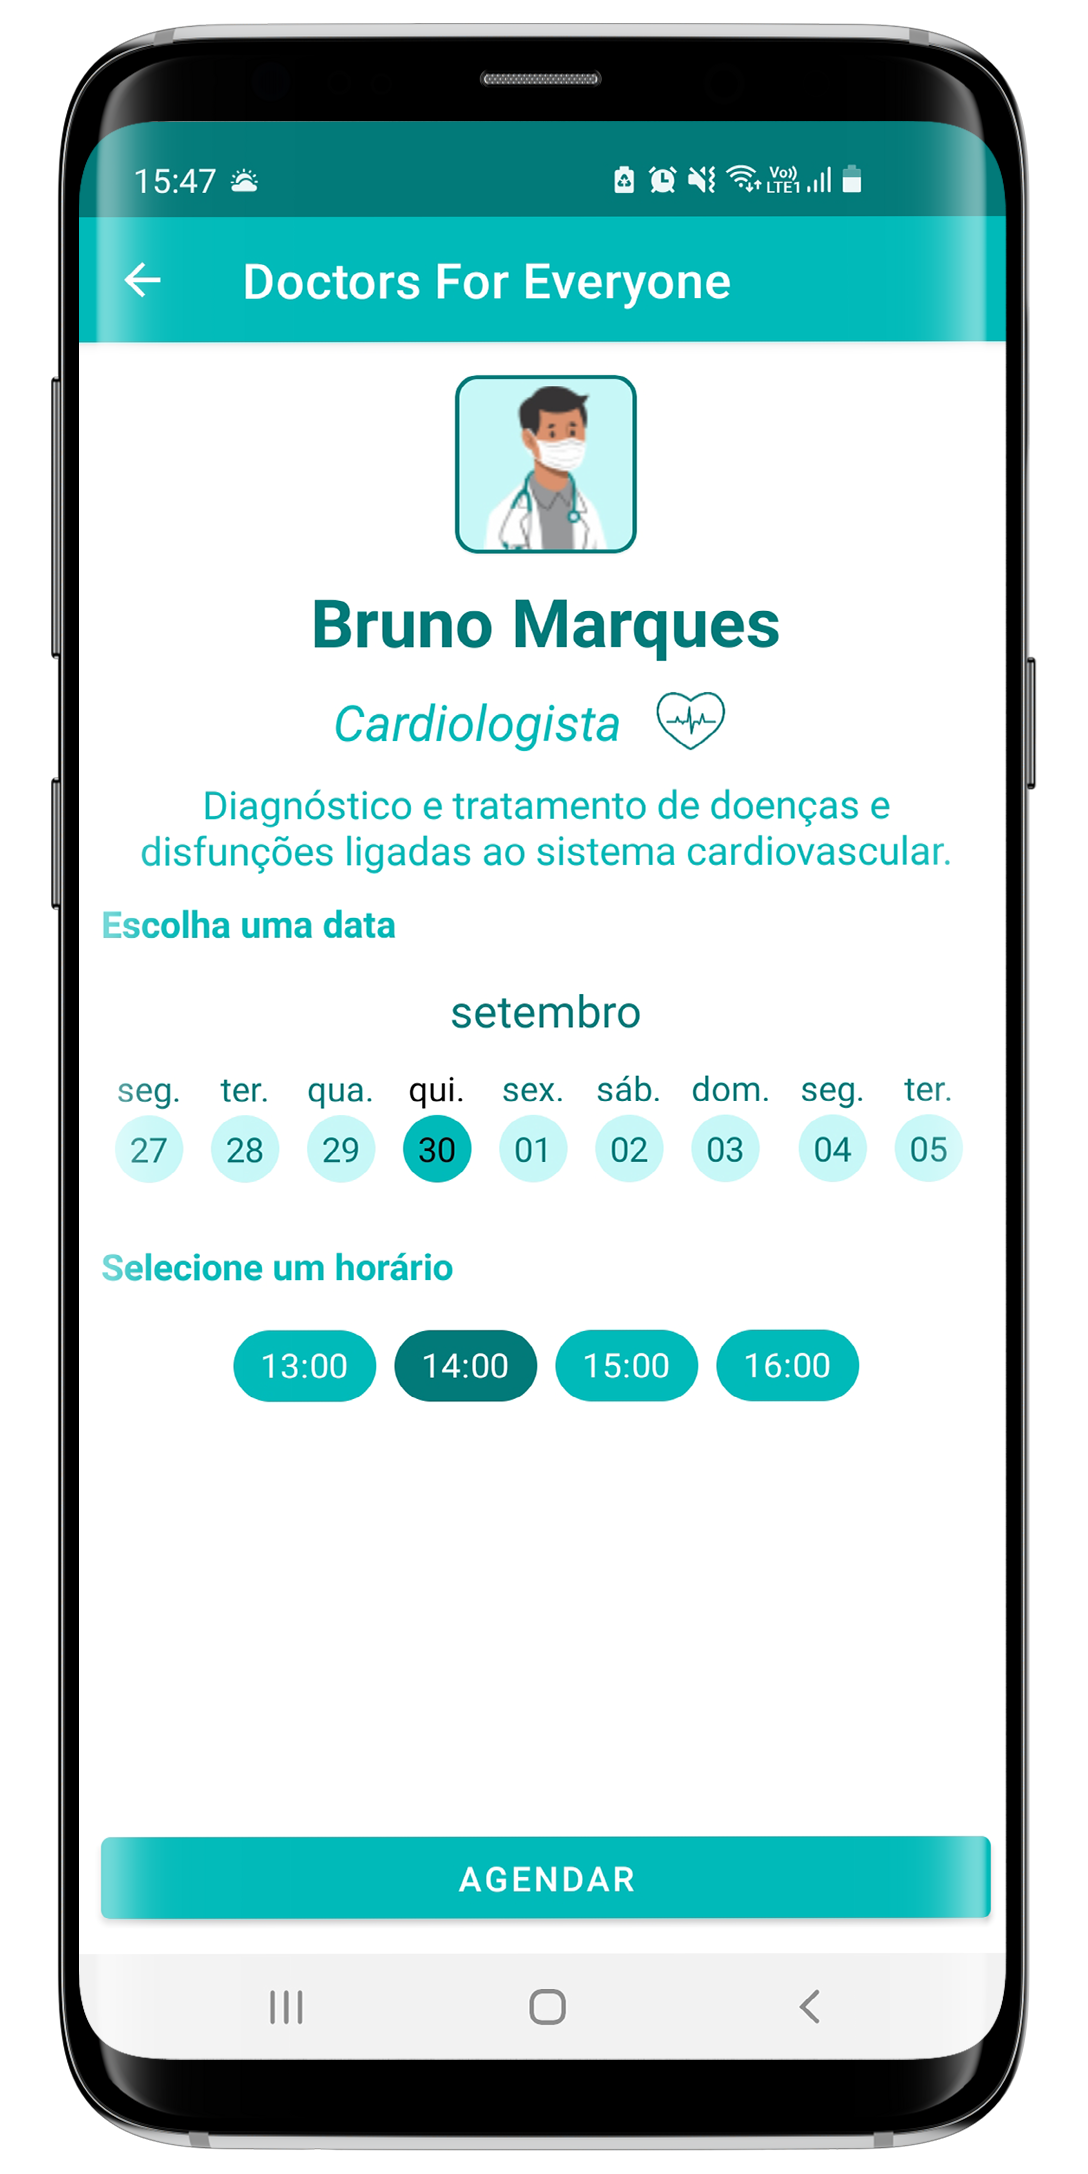 15:47
Vo)) LTE1
Doctors For Everyone
Bruno Marques
Cardiologista
Diagnóstico e tratamento de doenças e
disfunções ligadas ao sistema cardiovascular.
Escolha uma data
setembro
seg. ter. qua. qui. sex. sáb. dom. seg. ter.
27 28 29 30 01 02 03 04 05
Selecione um horário
13:00 14:00 15:00 16:00
AGENDAR